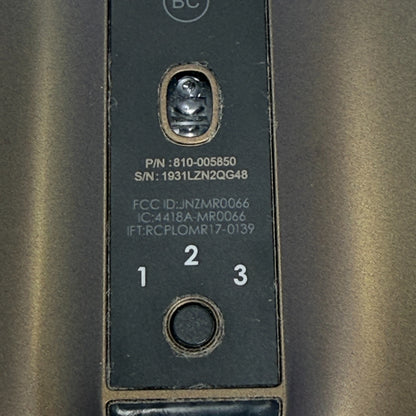 BC
P/N : 810-005850
S/N: 1931LZN2QG48
FCC ID:JNZMR0066
IC:4418A-MR0066
IFT:RCPLOMR17-0139
1 2 3